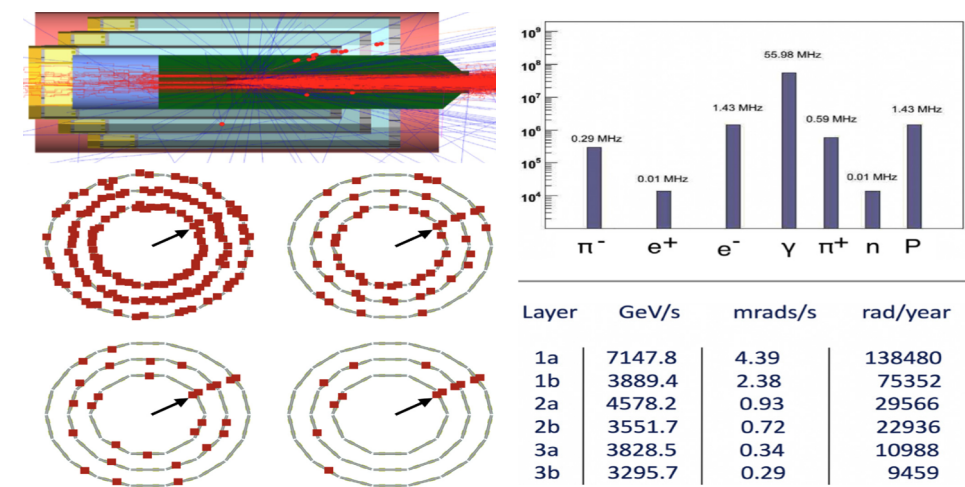 10⁹
10⁸
10⁷
10⁶
10⁵
10⁴
0.29 MHz
0.01 MHz
1.43 MHz
55.98 MHz
0.59 MHz
0.01 MHz
1.43 MHz
π⁻ e⁺ e⁻ γ π⁺ n P
Layer GeV/s mrads/s rad/year
1a 7147.8 4.39 138480
1b 3889.4 2.38 75352
2a 4578.2 0.93 29566
2b 3551.7 0.72 22936
3a 3828.5 0.34 10988
3b 3295.7 0.29 9459